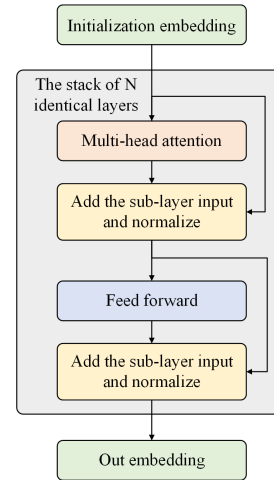 Initialization embedding
The stack of N
identical layers
Multi-head attention
Add the sub-layer input
and normalize
Feed forward
Add the sub-layer input
and normalize
Out embedding